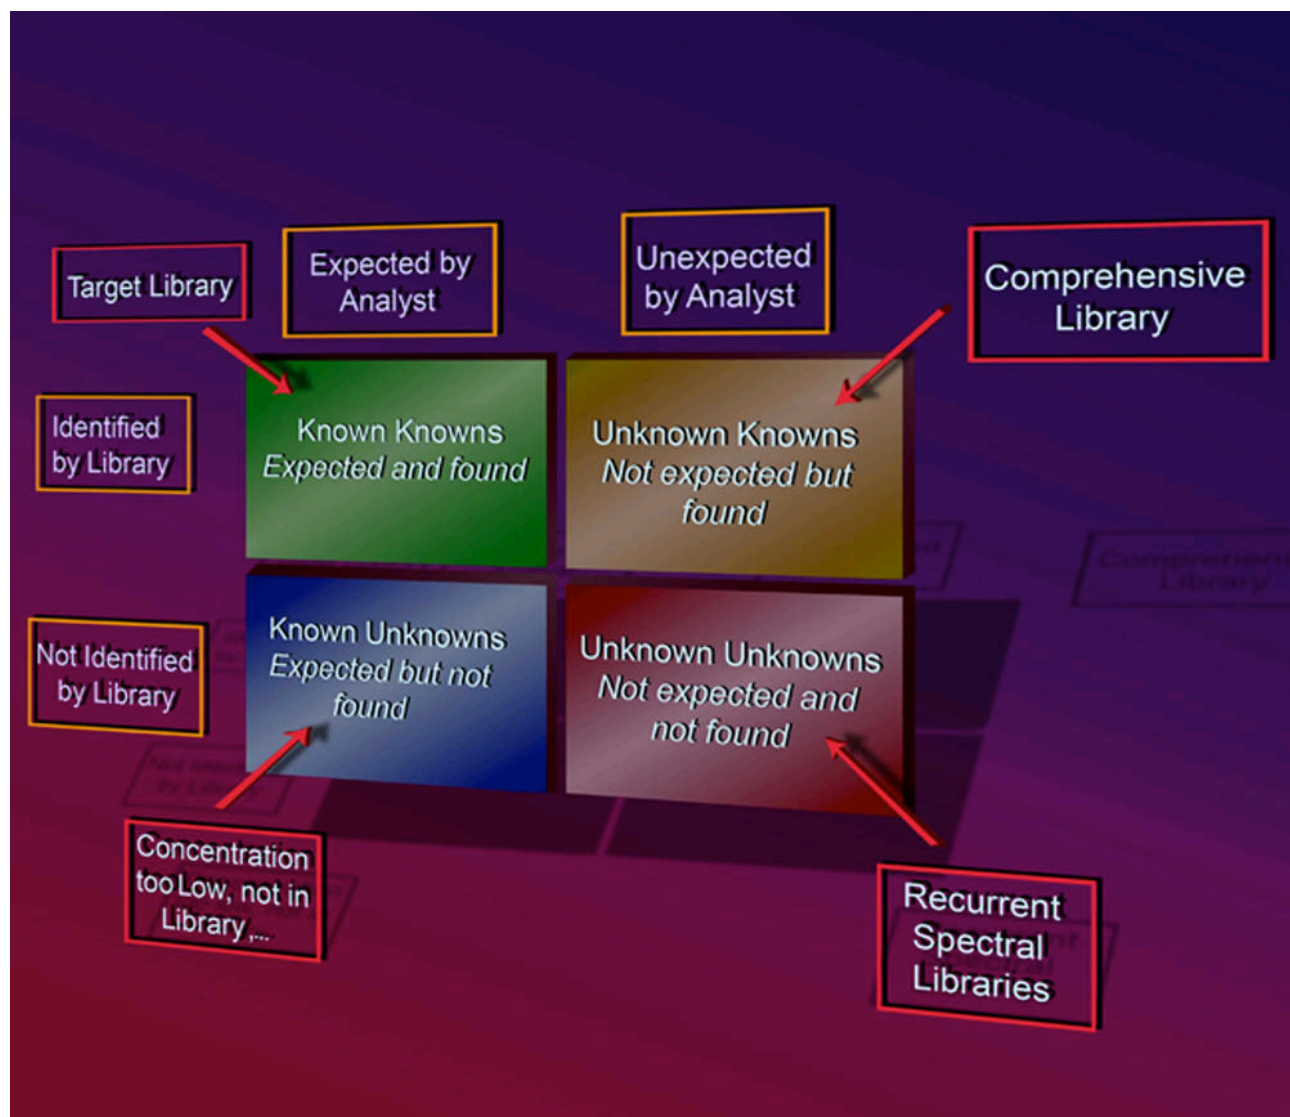 Target Library
Expected by
Analyst
Unexpected
by Analyst
Comprehensive
Library
Identified
by Library
Known Knowns
Expected and found
Unknown Knowns
Not expected but
found
Not Identified
by Library
Known Unknowns
Expected but not
found
Unknown Unknowns
Not expected and
not found
Concentration
too Low, not in
Library,...
Recurrent
Spectral
Libraries